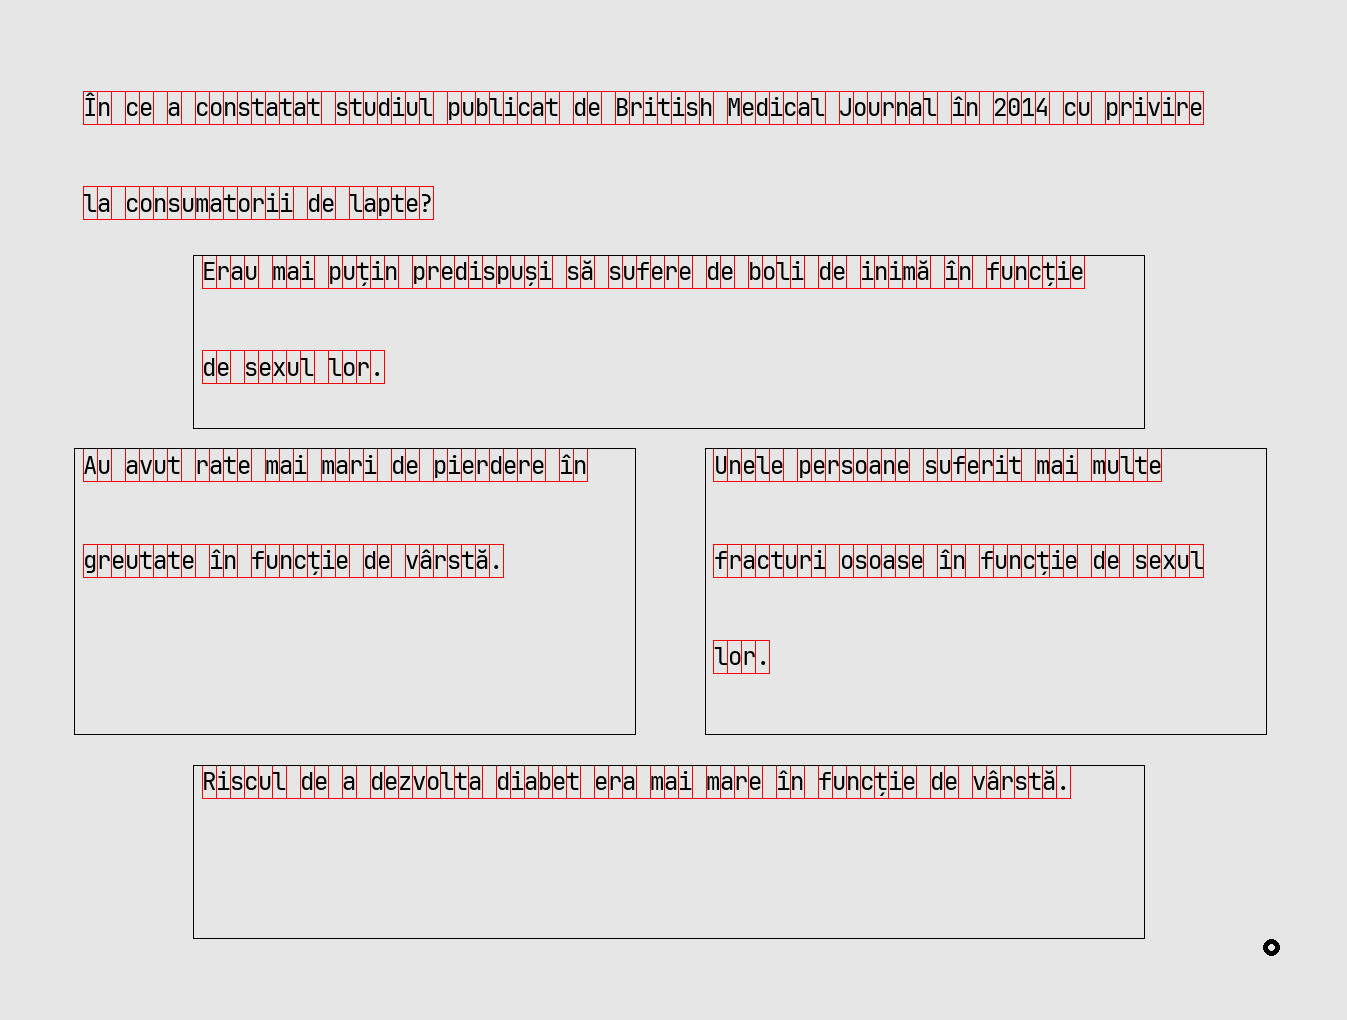 În ce a constatat studiul publicat de British Medical Journal în 2014 cu privire
la consumatorii de lapte?
Erau mai puțin predispuși să sufere de boli de inimă în funcție
de sexul lor.
Au avut rate mai mari de pierdere în
greutate în funcție de vârstă.
Unele persoane suferit mai multe
fracturi osoase în funcție de sexul
lor.
Riscul de a dezvolta diabet era mai mare în funcție de vârstă.